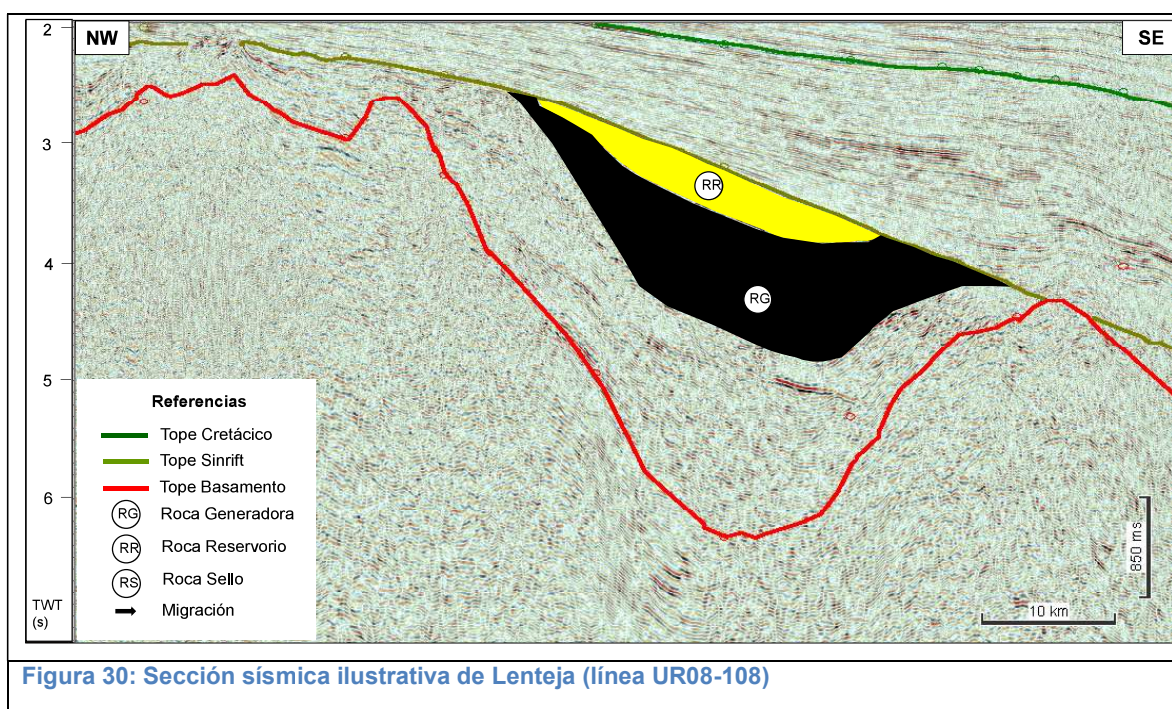 2
NW
SE
3
RR
4
RG
5
Referencias
Tope Cretácico
Tope Sinrift
Tope Basamento
6
RG Roca Generadora
RR Roca Reservorio
RS Roca Sello
Migración
850 ms
10 km
TWT
(s)
Figura 30: Sección sísmica ilustrativa de Lenteja (línea UR08-108)